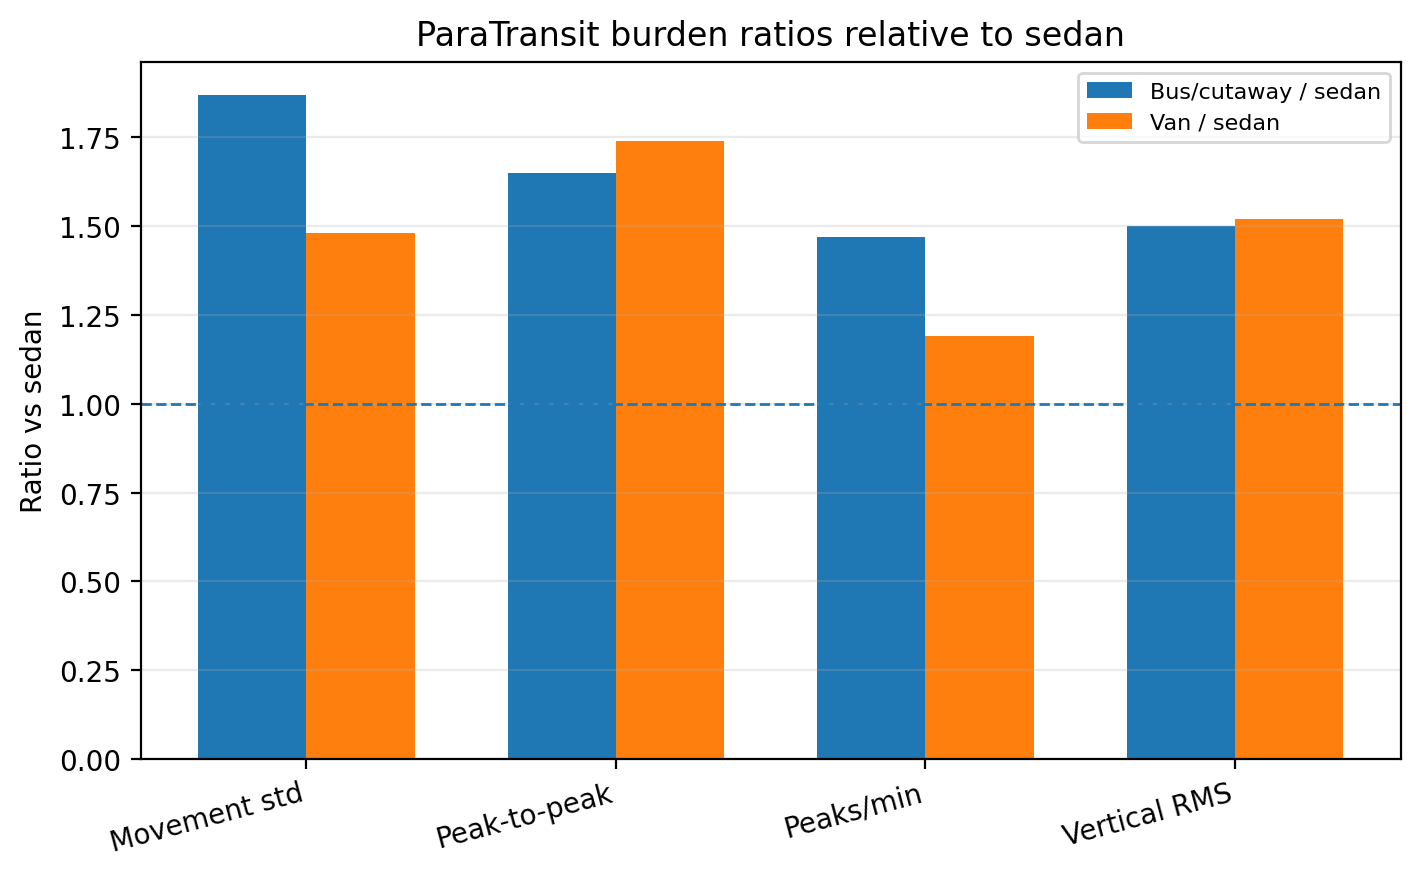 ParaTransit burden ratios relative to sedan
Bus/cutaway / sedan
Van / sedan
Ratio vs sedan
1.75
1.50
1.25
1.00
0.75
0.50
0.25
0.00
Movement std
Peak-to-peak
Peaks/min
Vertical RMS